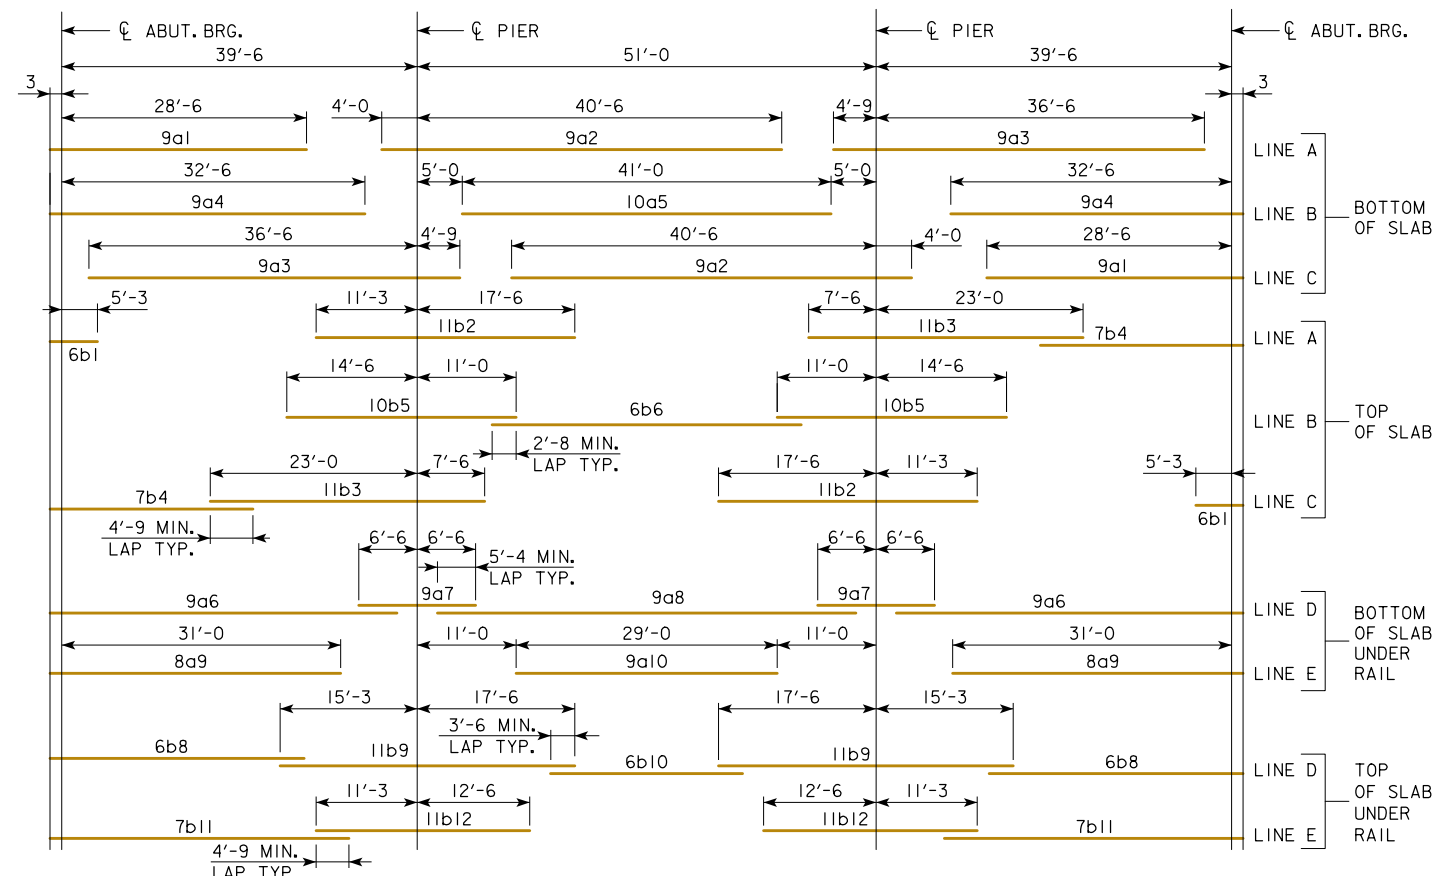 ℄ ABUT. BRG.
℄ PIER
℄ PIER
℄ ABUT. BRG.
39'-6
51'-0
39'-6
3
3
28'-6
4'-0
40'-6
4'-9
36'-6
9a1
9a2
9a3
LINE A
32'-6
5'-0
41'-0
5'-0
32'-6
9a4
10a5
9a4
LINE B
BOTTOM
OF SLAB
36'-6
4'-9
40'-6
4'-0
28'-6
9a3
9a2
9a1
LINE C
5'-3
11'-3
17'-6
7'-6
23'-0
6b1
11b2
11b3
7b4
LINE A
14'-6
11'-0
11'-0
14'-6
10b5
6b6
10b5
LINE B
TOP
OF SLAB
2'-8 MIN.
LAP TYP.
23'-0
7'-6
17'-6
11'-3
5'-3
7b4
11b3
11b2
6b1
LINE C
4'-9 MIN.
LAP TYP.
6'-6
6'-6
6'-6
6'-6
5'-4 MIN.
LAP TYP.
9a6
9a7
9a8
9a7
9a6
LINE D
BOTTOM
OF SLAB
UNDER
RAIL
31'-0
11'-0
29'-0
11'-0
31'-0
8a9
9a10
8a9
LINE E
15'-3
17'-6
17'-6
15'-3
3'-6 MIN.
LAP TYP.
6b8
11b9
6b10
11b9
6b8
LINE D
TOP
OF SLAB
UNDER
RAIL
11'-3
12'-6
12'-6
11'-3
7b11
11b12
11b12
7b11
LINE E
4'-9 MIN.
LAP TYP.